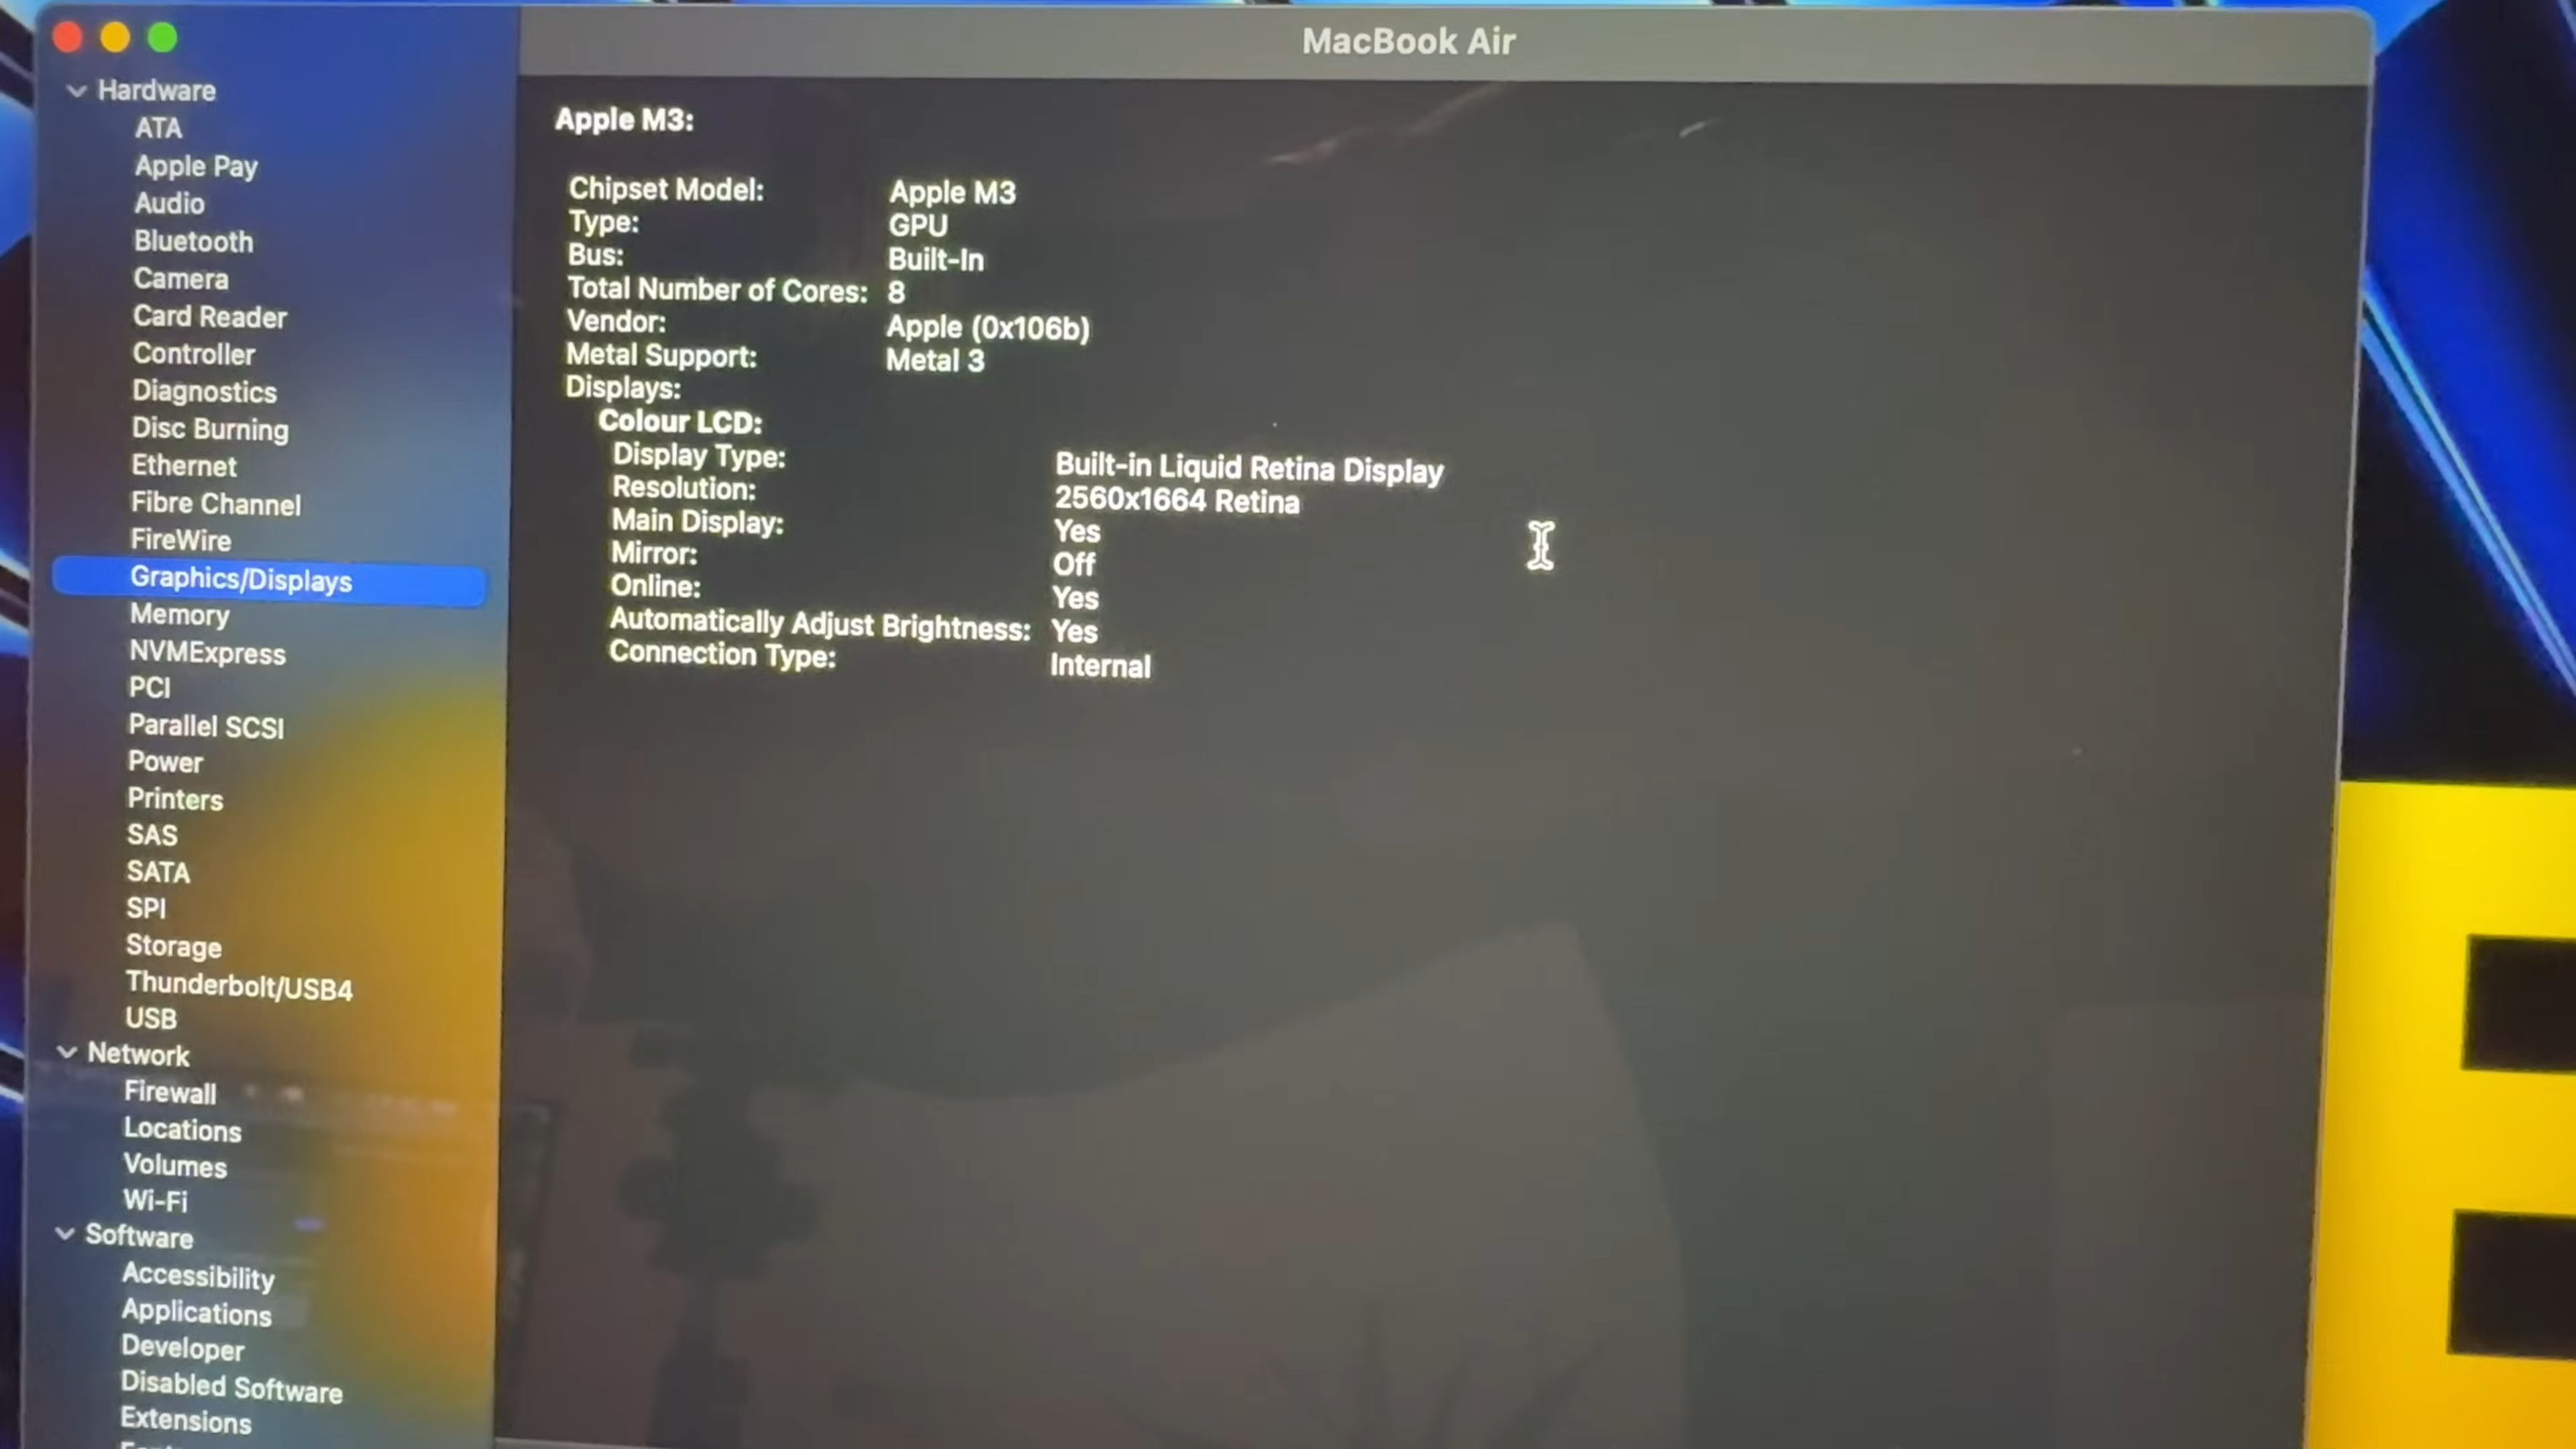 MacBook Air
Hardware
ATA
Apple Pay
Audio
Bluetooth
Camera
Card Reader
Controller
Diagnostics
Disc Burning
Ethernet
Fibre Channel
FireWire
Graphics/Displays
Memory
NVMExpress
PCI
Parallel SCSI
Power
Printers
SAS
SATA
SPI
Storage
Thunderbolt/USB4
USB
Network
Firewall
Locations
Volumes
Wi-Fi
Software
Accessibility
Applications
Developer
Disabled Software
Extensions
Apple M3:
Chipset Model: Apple M3
Type: GPU
Bus: Built-In
Total Number of Cores: 8
Vendor: Apple (0x106b)
Metal Support: Metal 3
Displays:
Colour LCD:
Display Type: Built-in Liquid Retina Display
Resolution: 2560x1664 Retina
Main Display: Yes
Mirror: Off
Online: Yes
Automatically Adjust Brightness: Yes
Connection Type: Internal